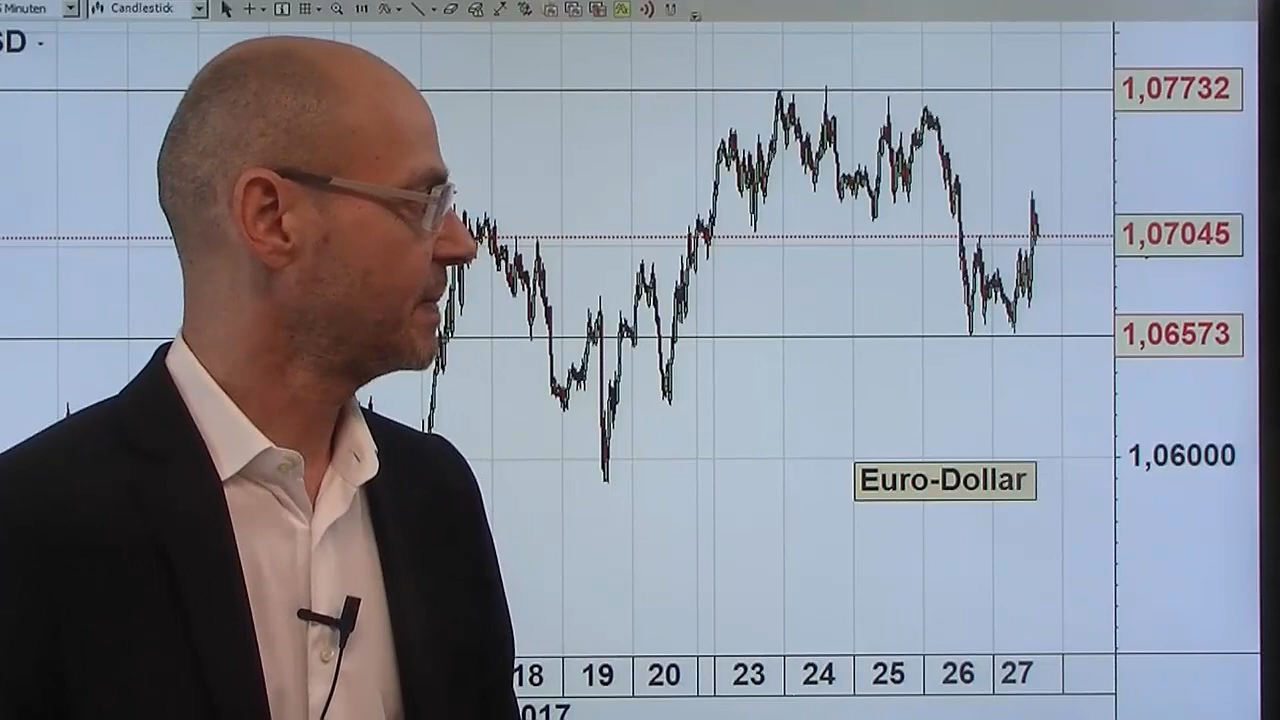 Minuten Candlestick
SD
1,07732
1,07045
1,06573
1,06000
Euro-Dollar
18 19 20 23 24 25 26 27
017